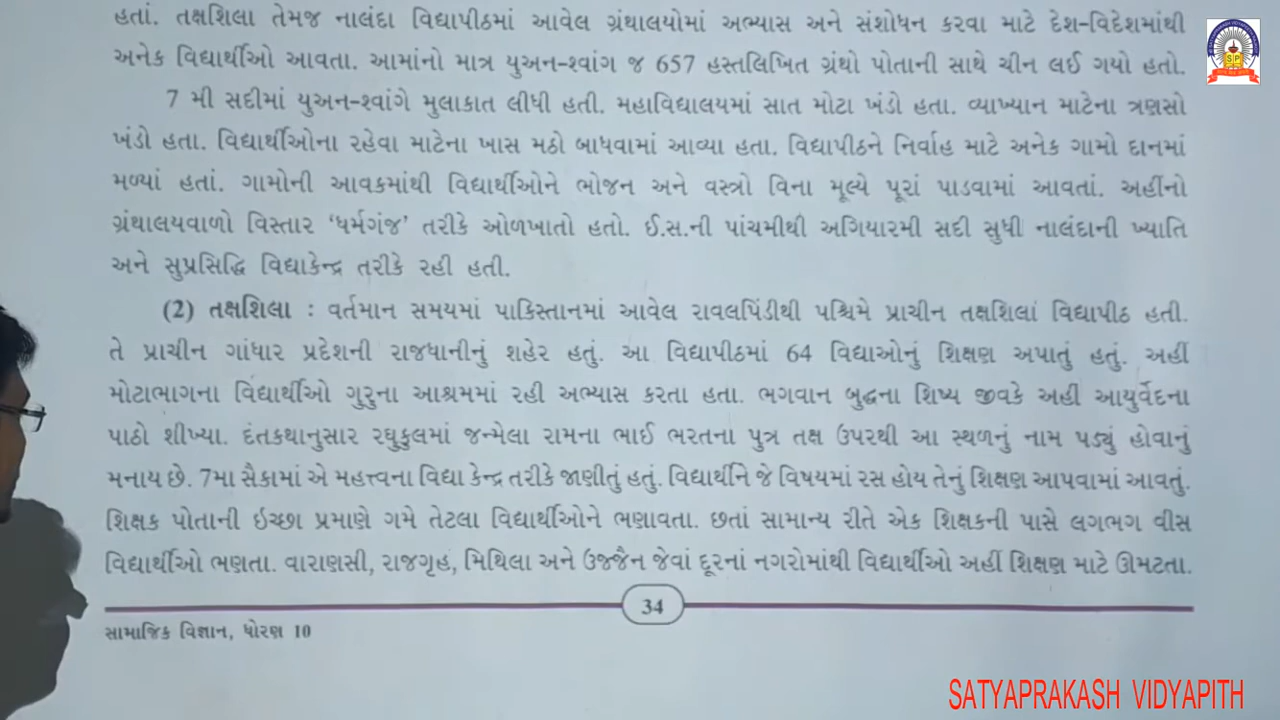 હતાં. તક્ષશિલા તેમજ નાલંદા વિદ્યાપીઠમાં આવેલ ગ્રંથાલયોમાં અભ્યાસ અને સંશોધન કરવા માટે દેશ-વિદેશમાંથી
અનેક વિદ્યાર્થીઓ આવતા. આમાંનો માત્ર યુઅન-શ્વાંગ જ 657 હસ્તલિખિત ગ્રંથો પોતાની સાથે ચીન લઈ ગયો હતો.
7 મી સદીમાં યુઅન-શ્વાંગે મુલાકાત લીધી હતી. મહાવિદ્યાલયમાં સાત મોટા ખંડો હતા. વ્યાખ્યાન માટેના ત્રણસો
ખંડો હતા. વિદ્યાર્થીઓના રહેવા માટેના ખાસ મઠો બાધવામાં આવ્યા હતા. વિદ્યાપીઠને નિર્વાહ માટે અનેક ગામો દાનમાં
મળ્યાં હતાં. ગામોની આવકમાંથી વિદ્યાર્થીઓને ભોજન અને વસ્ત્રો વિના મૂલ્યે પૂરાં પાડવામાં આવતાં. અહીંનો
ગ્રંથાલયવાળો વિસ્તાર ‘ધર્મગંજ’ તરીકે ઓળખાતો હતો. ઈ.સ.ની પાંચમીથી અગિયારમી સદી સુધી નાલંદાની ખ્યાતિ
અને સુપ્રસિદ્ધિ વિદ્યાકેન્દ્ર તરીકે રહી હતી.
(2) તક્ષશિલા : વર્તમાન સમયમાં પાકિસ્તાનમાં આવેલ રાવલપિંડીથી પશ્ચિમે પ્રાચીન તક્ષશિલા વિદ્યાપીઠ હતી.
તે પ્રાચીન ગાંધાર પ્રદેશની રાજધાનીનું શહેર હતું. આ વિદ્યાપીઠમાં 64 વિદ્યાઓનું શિક્ષણ અપાતું હતું. અહીં
મોટાભાગના વિદ્યાર્થીઓ ગુરુના આશ્રમમાં રહી અભ્યાસ કરતા હતા. ભગવાન બુદ્ધના શિષ્ય જીવકે અહીં આયુર્વેદના
પાઠો શીખ્યા. દંતકથાનુસાર રઘુકુલમાં જન્મેલા રામના ભાઈ ભરતના પુત્ર તક્ષ ઉપરથી આ સ્થળનું નામ પડ્યું હોવાનું
મનાય છે. 7મા સૈકામાં એ મહત્ત્વના વિદ્યા કેન્દ્ર તરીકે જાણીતું હતું. વિદ્યાર્થીને જે વિષયમાં રસ હોય તેનું શિક્ષણ આપવામાં આવતું.
શિક્ષક પોતાની ઇચ્છા પ્રમાણે ગમે તેટલા વિદ્યાર્થીઓને ભણાવતા. છતાં સામાન્ય રીતે એક શિક્ષકની પાસે લગભગ વીસ
વિદ્યાર્થીઓ ભણતા. વારાણસી, રાજગૃહ, મિથિલા અને ઉજ્જૈન જેવાં દૂરનાં નગરોમાંથી વિદ્યાર્થીઓ અહીં શિક્ષણ માટે ઊમટતા.
34
સામાજિક વિજ્ઞાન, ધોરણ 10
SATYAPRAKASH VIDYAPITH